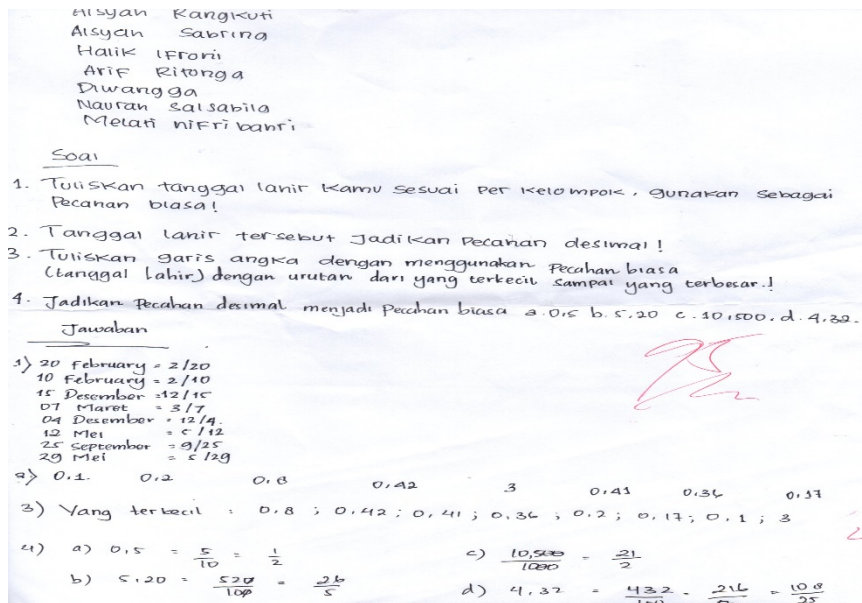 Aisyah Rangkuti
Aisyah Sabrina
Halik
Arif Ritonga
Diwangga
Naurah Salsabila
Melati
Soal
1. Tuliskan tanggal lahir kamu sesuai per kelompok, gunakan sebagai
Pecahan biasa!
2. Tanggal lahir tersebut Jadikan Pecahan desimal!
3. Tuliskan garis angka dengan menggunakan Pecahan biasa
(tanggal Lahir) dengan urutan dari yang terkecil sampai yang terbesar.!
4. Jadikan Pecahan desimal menjadi Pecahan biasa a. 0,5 b. 5,20 c. 10,500. d. 4,32.
Jawaban
1) 20 February = 2/20
10 February = 2/10
15 Desember = 12/15
07 Maret = 3/7
04 Desember = 12/4.
12 Mei = 5/12
25 September = 9/25
29 Mei = 5/29
2) 0.1. 0,2 0,8 0,42 3 0,41 0,36 0,17
3) Yang terkecil : 0,8 ; 0,42 ; 0,41 ; 0,36 ; 0,2 ; 0,17 ; 0,1 ; 3
4) a) 0,5 = 5/10 = 1/2 c) 10,500/1000 = 21/2
b) 5,20 = 520/100 = 26/5 d) 4,32 = 432/100 = 216/ = 108/25